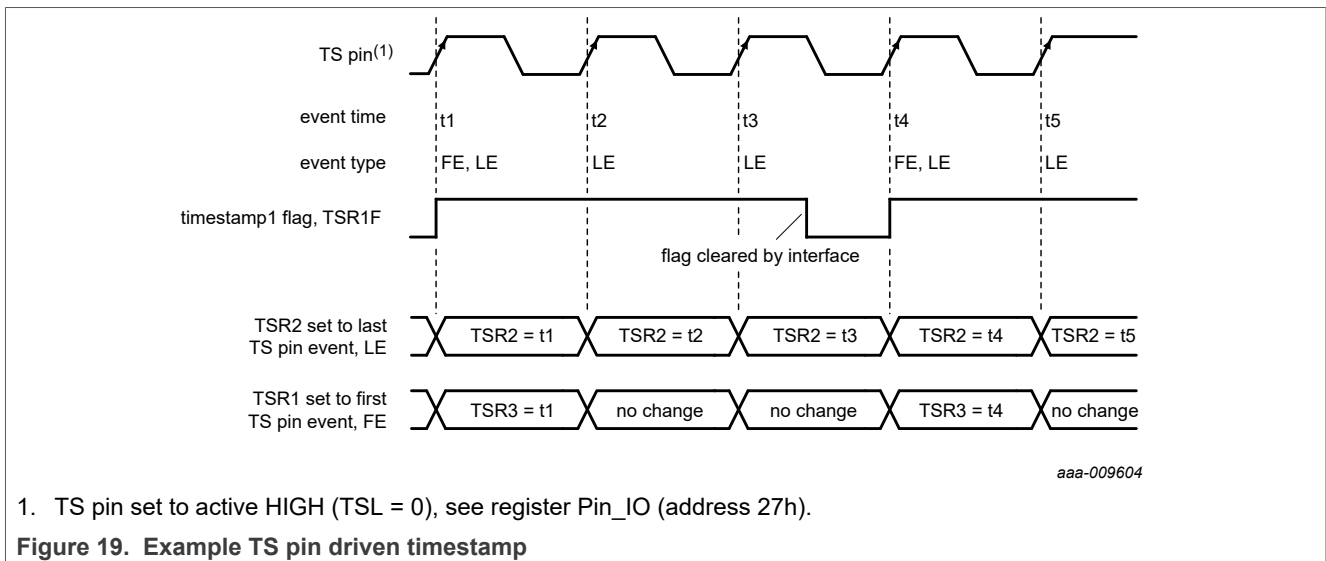 TS pin(1)
event time
t1
t2
t3
t4
t5
event type
FE, LE
LE
LE
FE, LE
LE
timestamp1 flag, TSR1F
flag cleared by interface
TSR2 set to last
TS pin event, LE
TSR2 = t1
TSR2 = t2
TSR2 = t3
TSR2 = t4
TSR2 = t5
TSR1 set to first
TS pin event, FE
TSR3 = t1
no change
no change
TSR3 = t4
no change
aaa-009604
1. TS pin set to active HIGH (TSL = 0), see register Pin_IO (address 27h).
Figure 19. Example TS pin driven timestamp